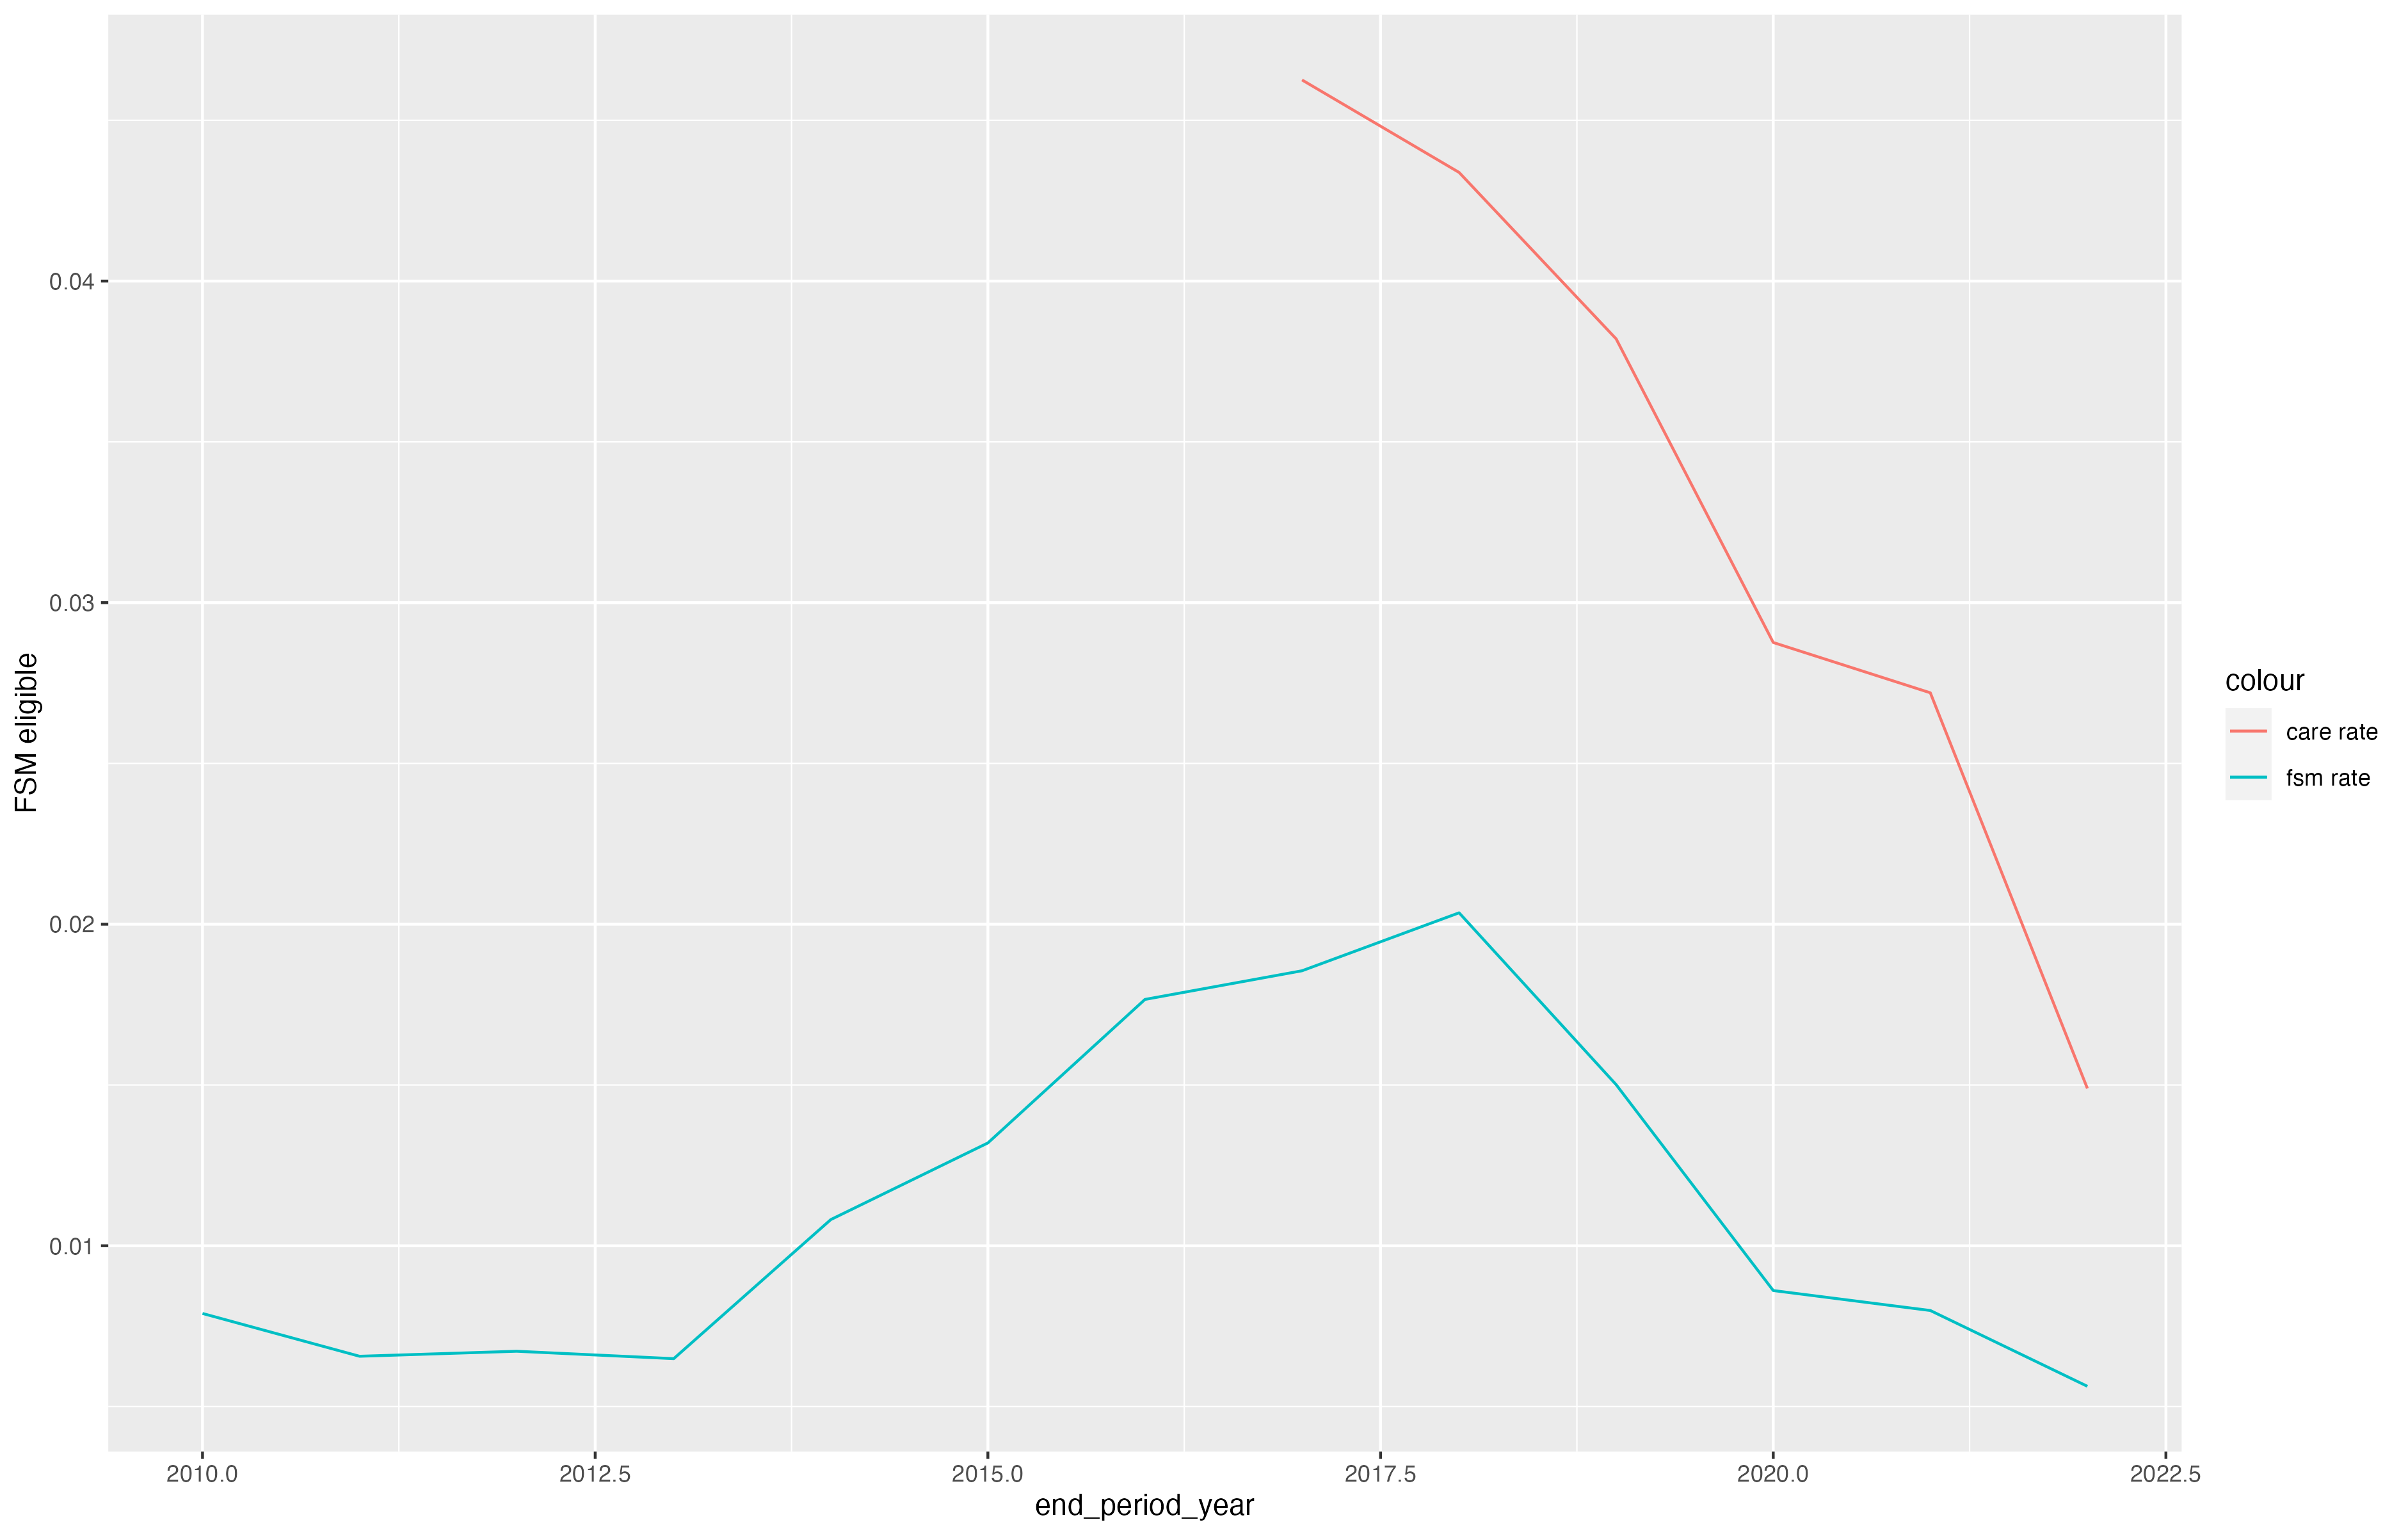 FSM eligible
0.04
0.03
0.02
0.01
2010.0
2012.5
2015.0
2017.5
2020.0
2022.5
end_period_year
colour
care rate
fsm rate